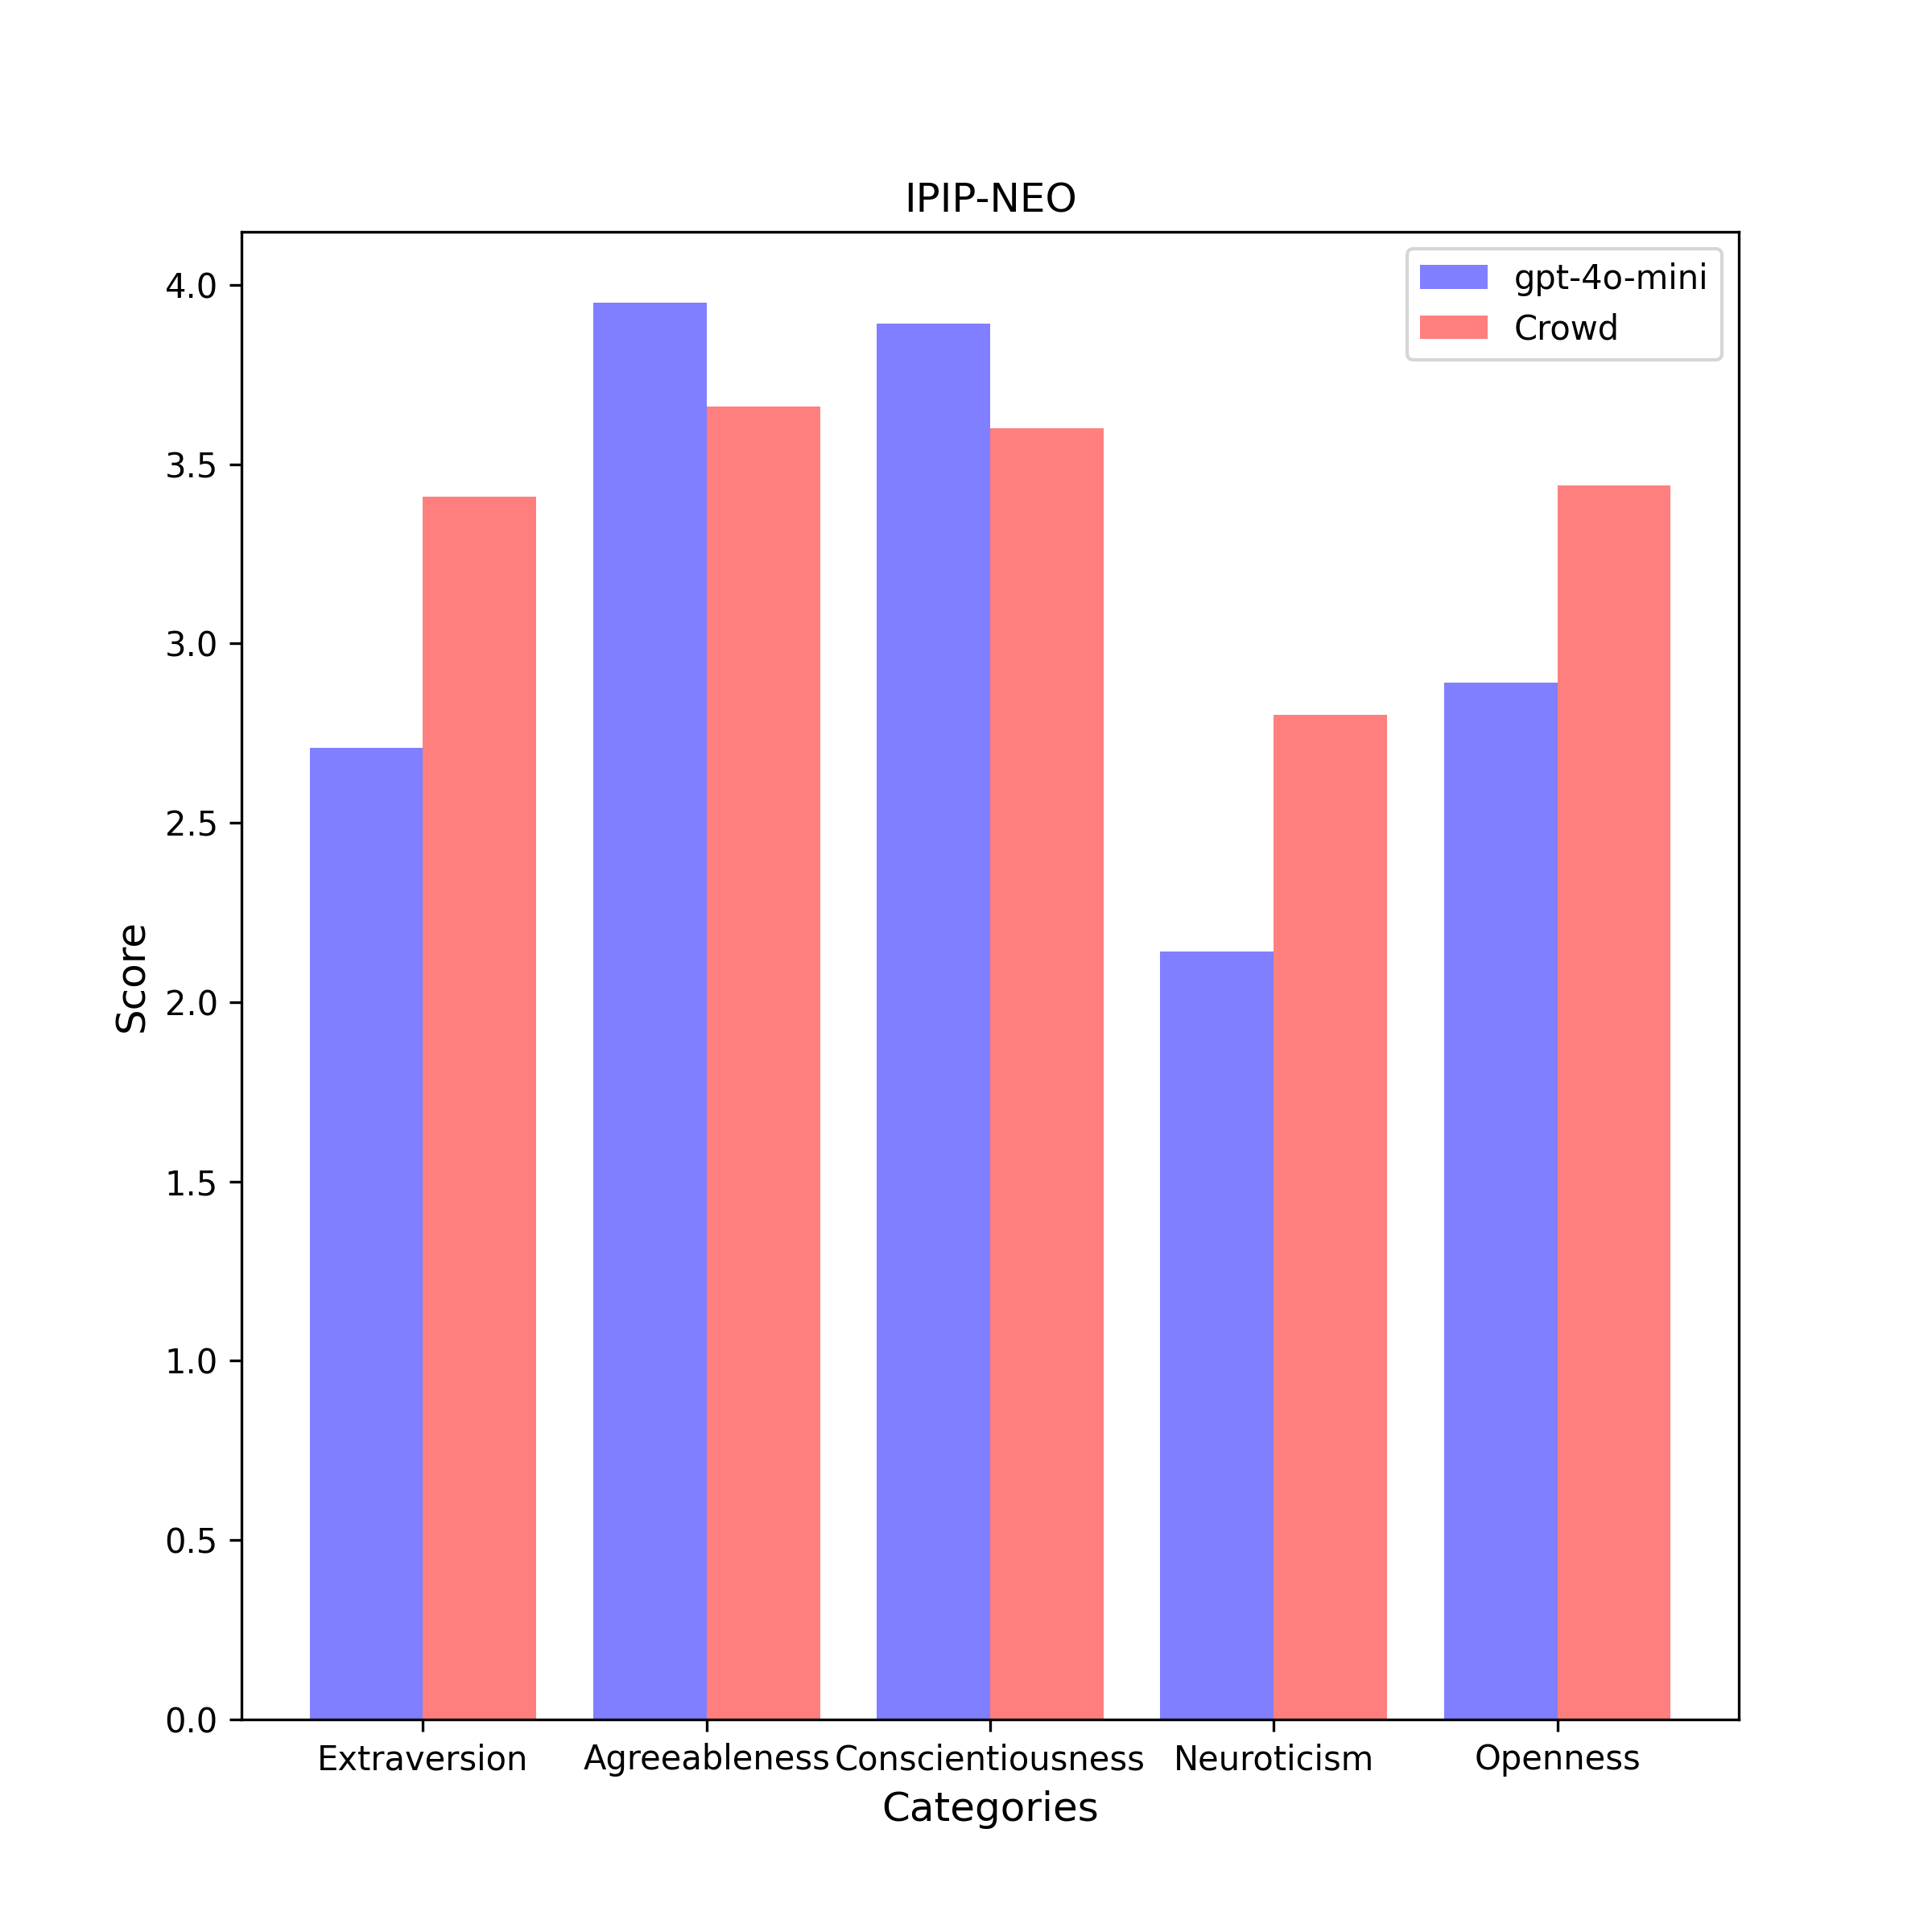 IPIP-NEO
gpt-4o-mini
Crowd
4.0
3.5
3.0
2.5
2.0
1.5
1.0
0.5
0.0
Score
Extraversion Agreeableness Conscientiousness Neuroticism Openness
Categories